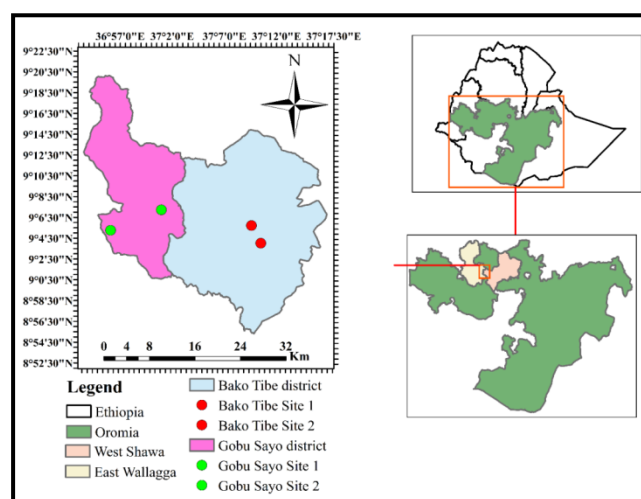 36°57'0"E 37°2'0"E 37°7'0"E 37°12'0"E 37°17'30"E
9°22'30"N
9°20'30"N
9°18'30"N
9°16'30"N
9°14'30"N
9°12'30"N
9°10'30"N
9°8'30"N
9°6'30"N
9°4'30"N
9°2'30"N
9°0'30"N
8°58'30"N
8°56'30"N
8°54'30"N
8°52'30"N
N
0 4 8 16 24 32
Km
Legend
Ethiopia
Oromia
West Shawa
East Wallagga
Bako Tibe district
Bako Tibe Site 1
Bako Tibe Site 2
Gobu Sayo district
Gobu Sayo Site 1
Gobu Sayo Site 2